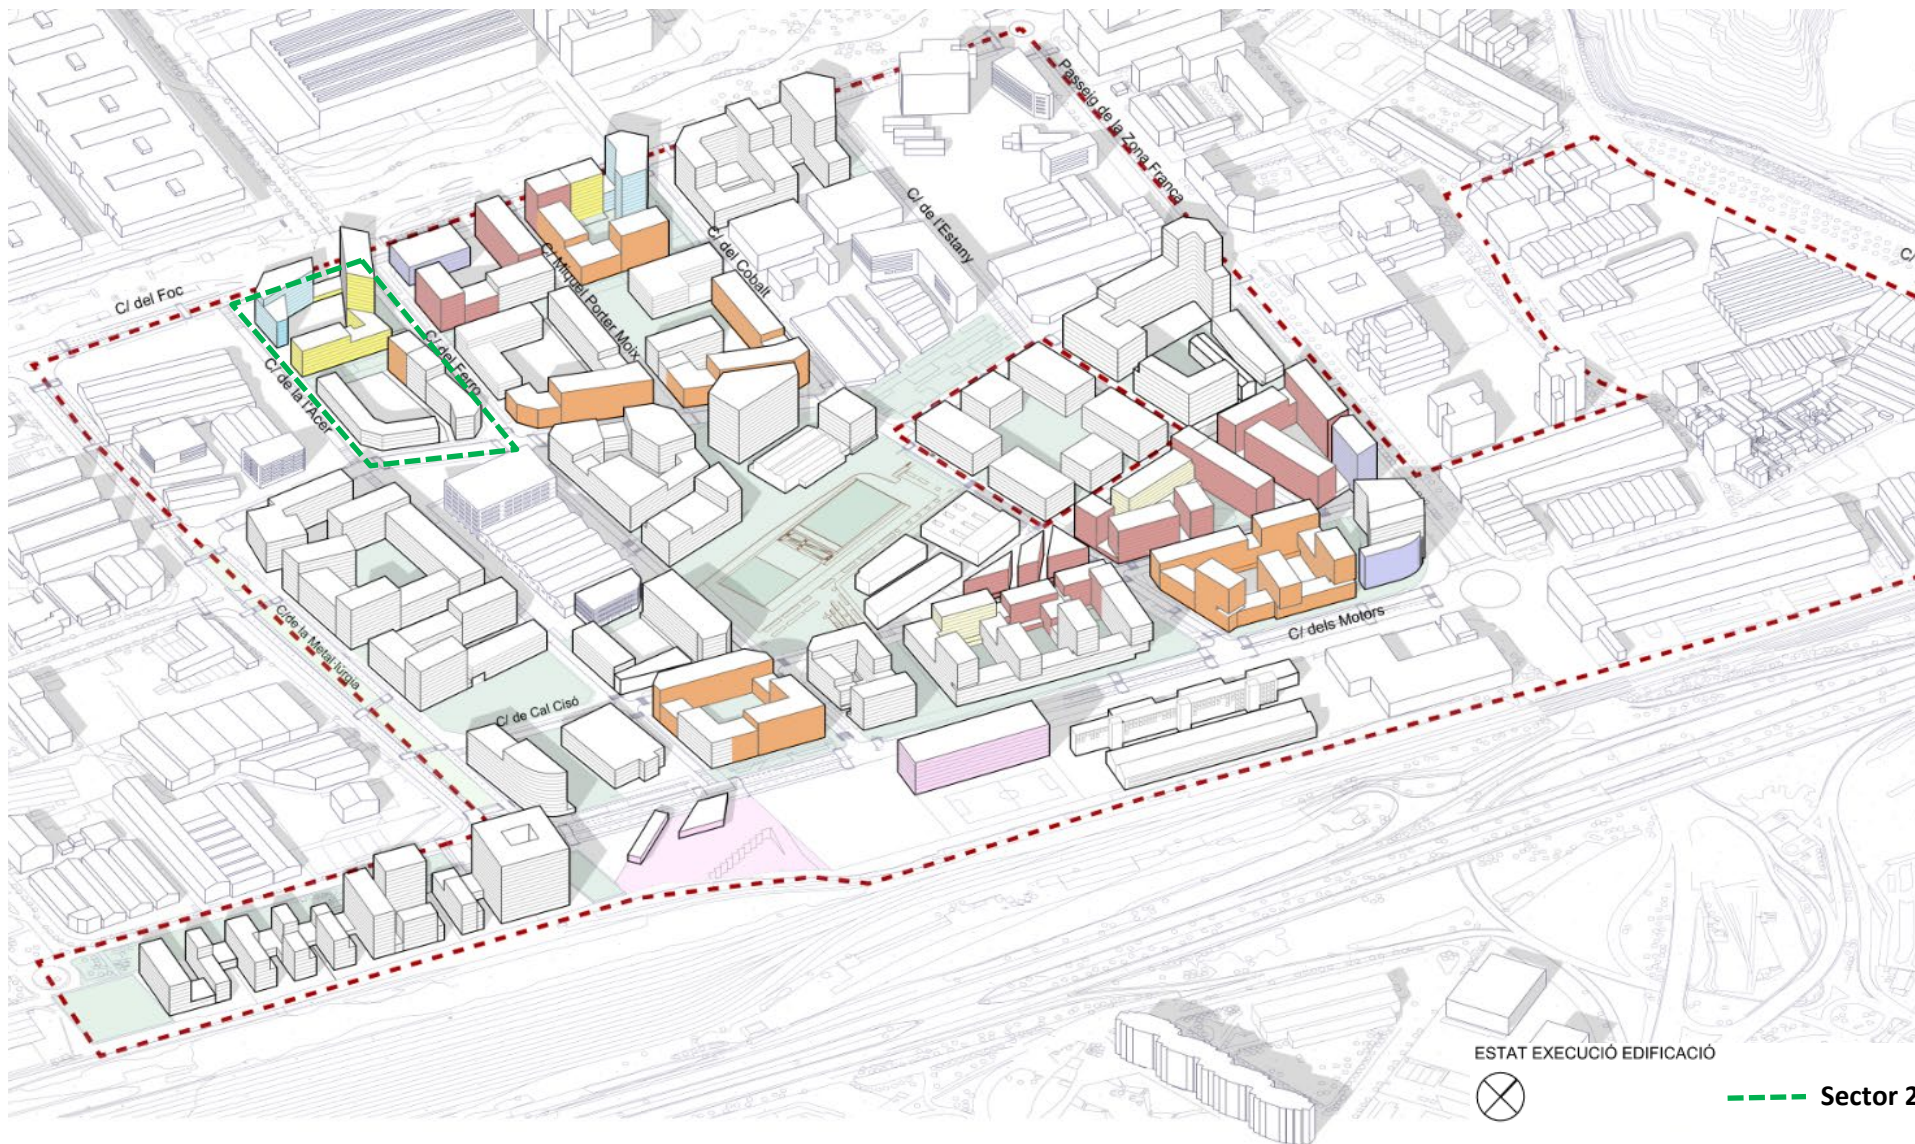 Passeig de la Zona Franca
C/ de l'Estany
C/ del Cobalt
C/ Miquel Porter Moix
C/ del Foc
C/ del Ferro
C/ de la l'Acer
C/
C/de la Metal·lúrgia
C/ dels Motors
C/ de Cal Cisó
ESTAT EXECUCIÓ EDIFICACIÓ
Sector 2